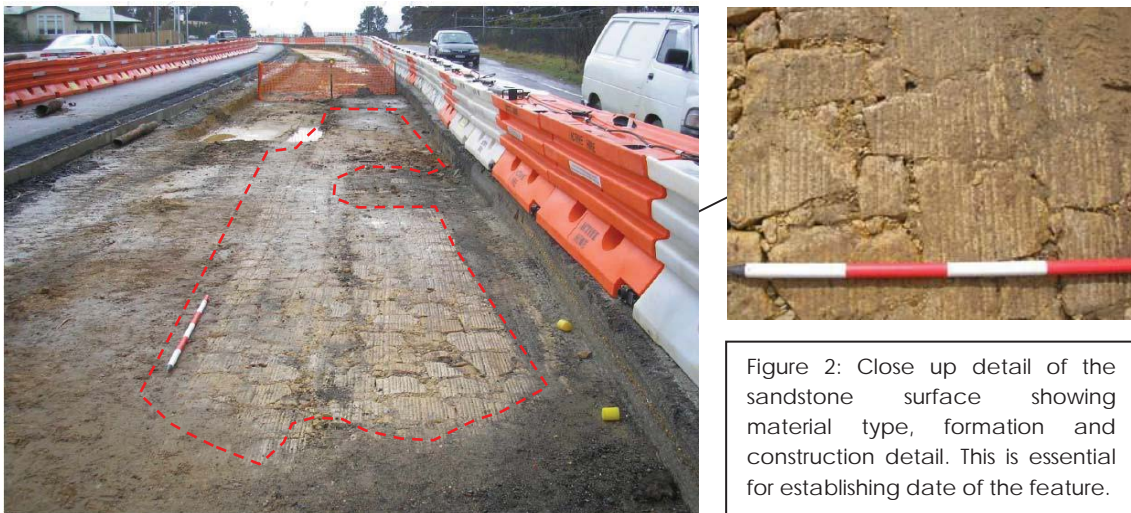 Figure 2: Close up detail of the
sandstone surface showing
material type, formation and
construction detail. This is essential
for establishing date of the feature.